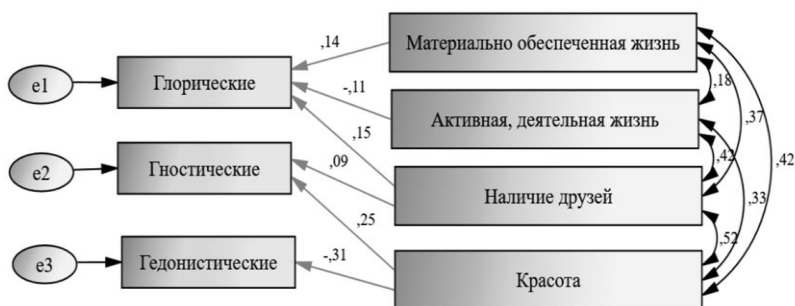 Материально обеспеченная жизнь
,14
e1
Глорические
,18
-,11
Активная, деятельная жизнь
,37
,15
,42
,42
e2
Гностические
,09
Наличие друзей
,33
,25
,52
e3
Гедонистические
-,31
Красота